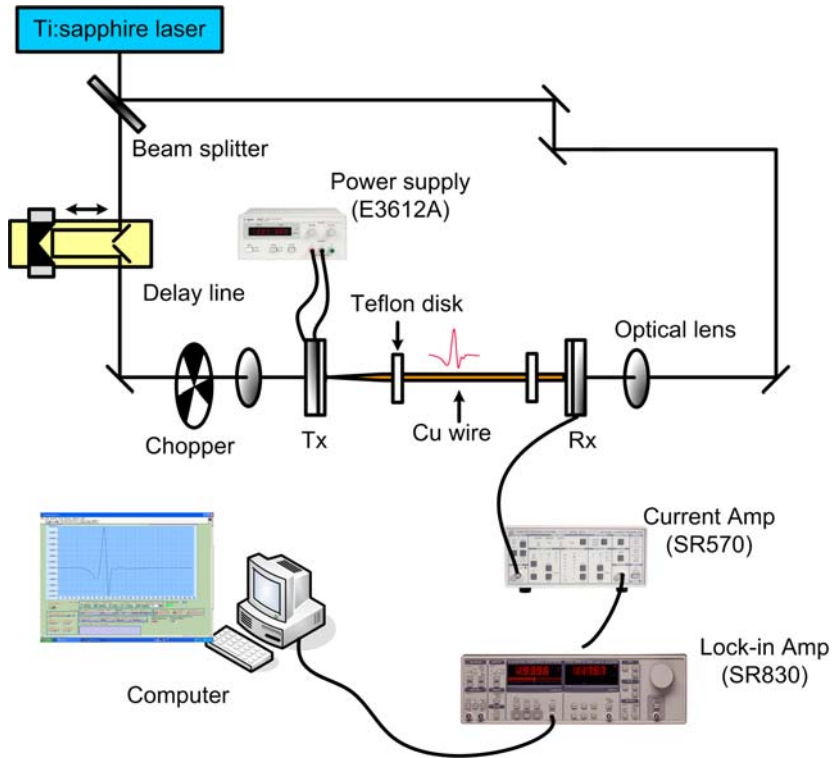 Ti:sapphire laser
Beam splitter
Power supply
(E3612A)
Delay line
Teflon disk
Optical lens
Chopper
Tx
Cu wire
Rx
Current Amp
(SR570)
Lock-in Amp
(SR830)
Computer